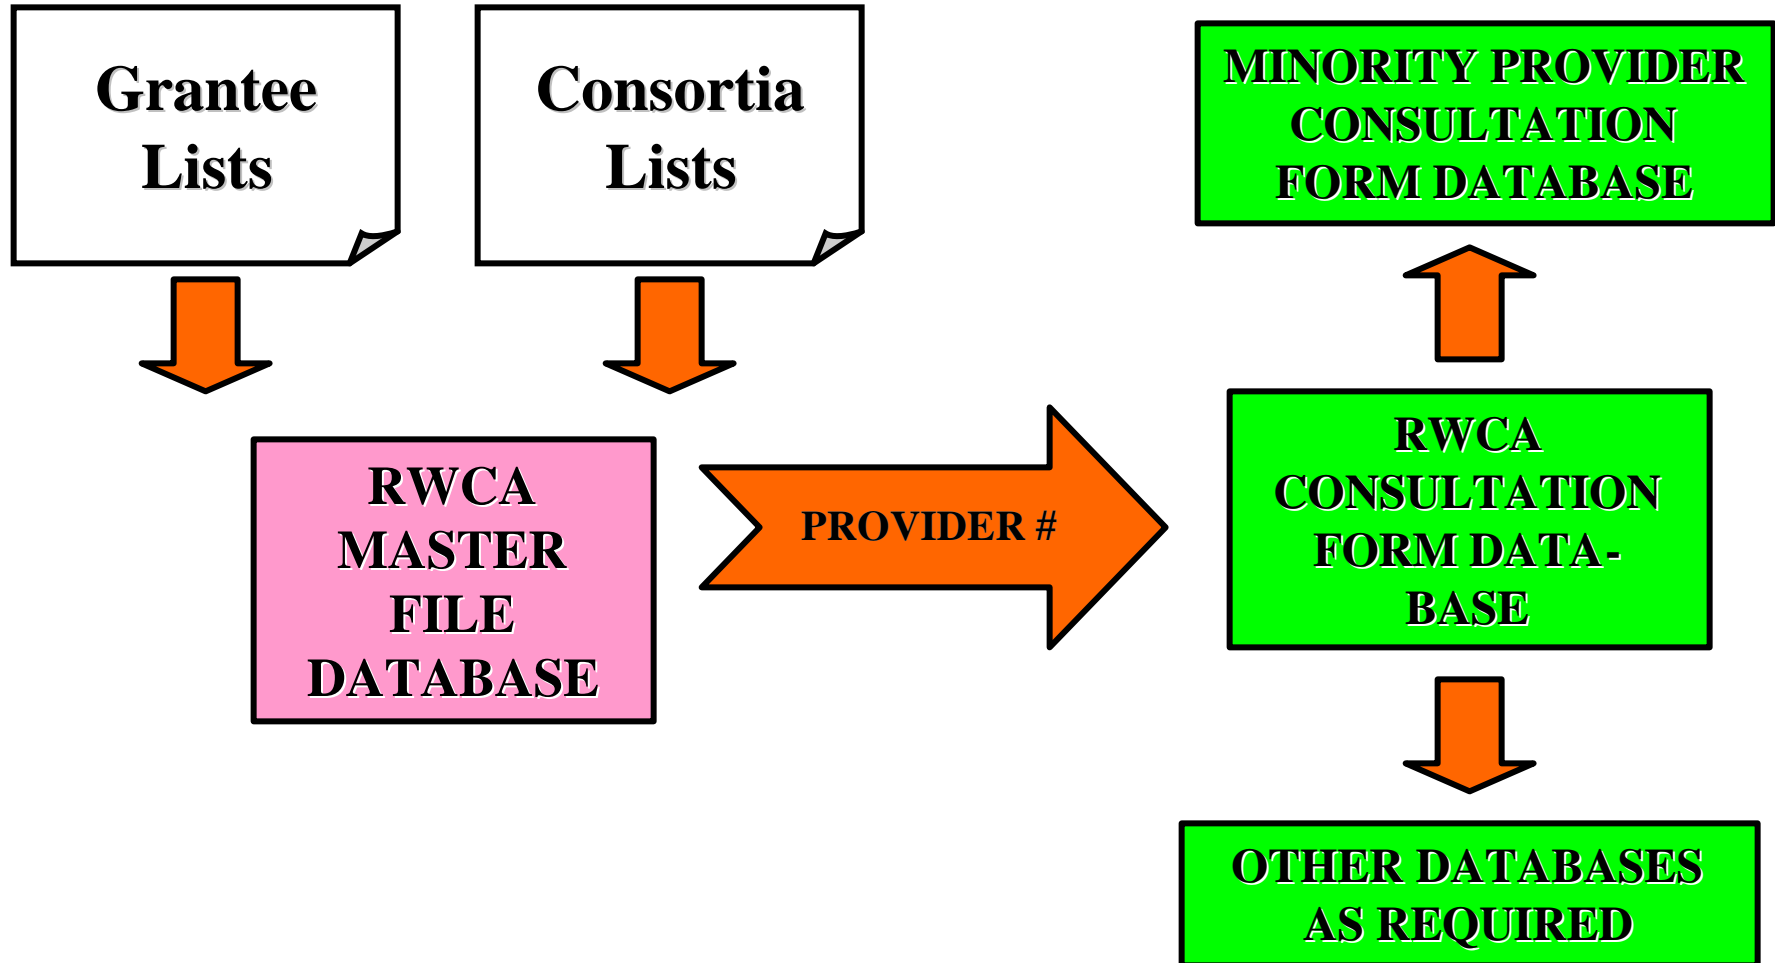 Grantee
Lists
Consortia
Lists
MINORITY PROVIDER
CONSULTATION
FORM DATABASE
RWCA
MASTER
FILE
DATABASE
PROVIDER #
RWCA
CONSULTATION
FORM DATA-
BASE
OTHER DATABASES
AS REQUIRED